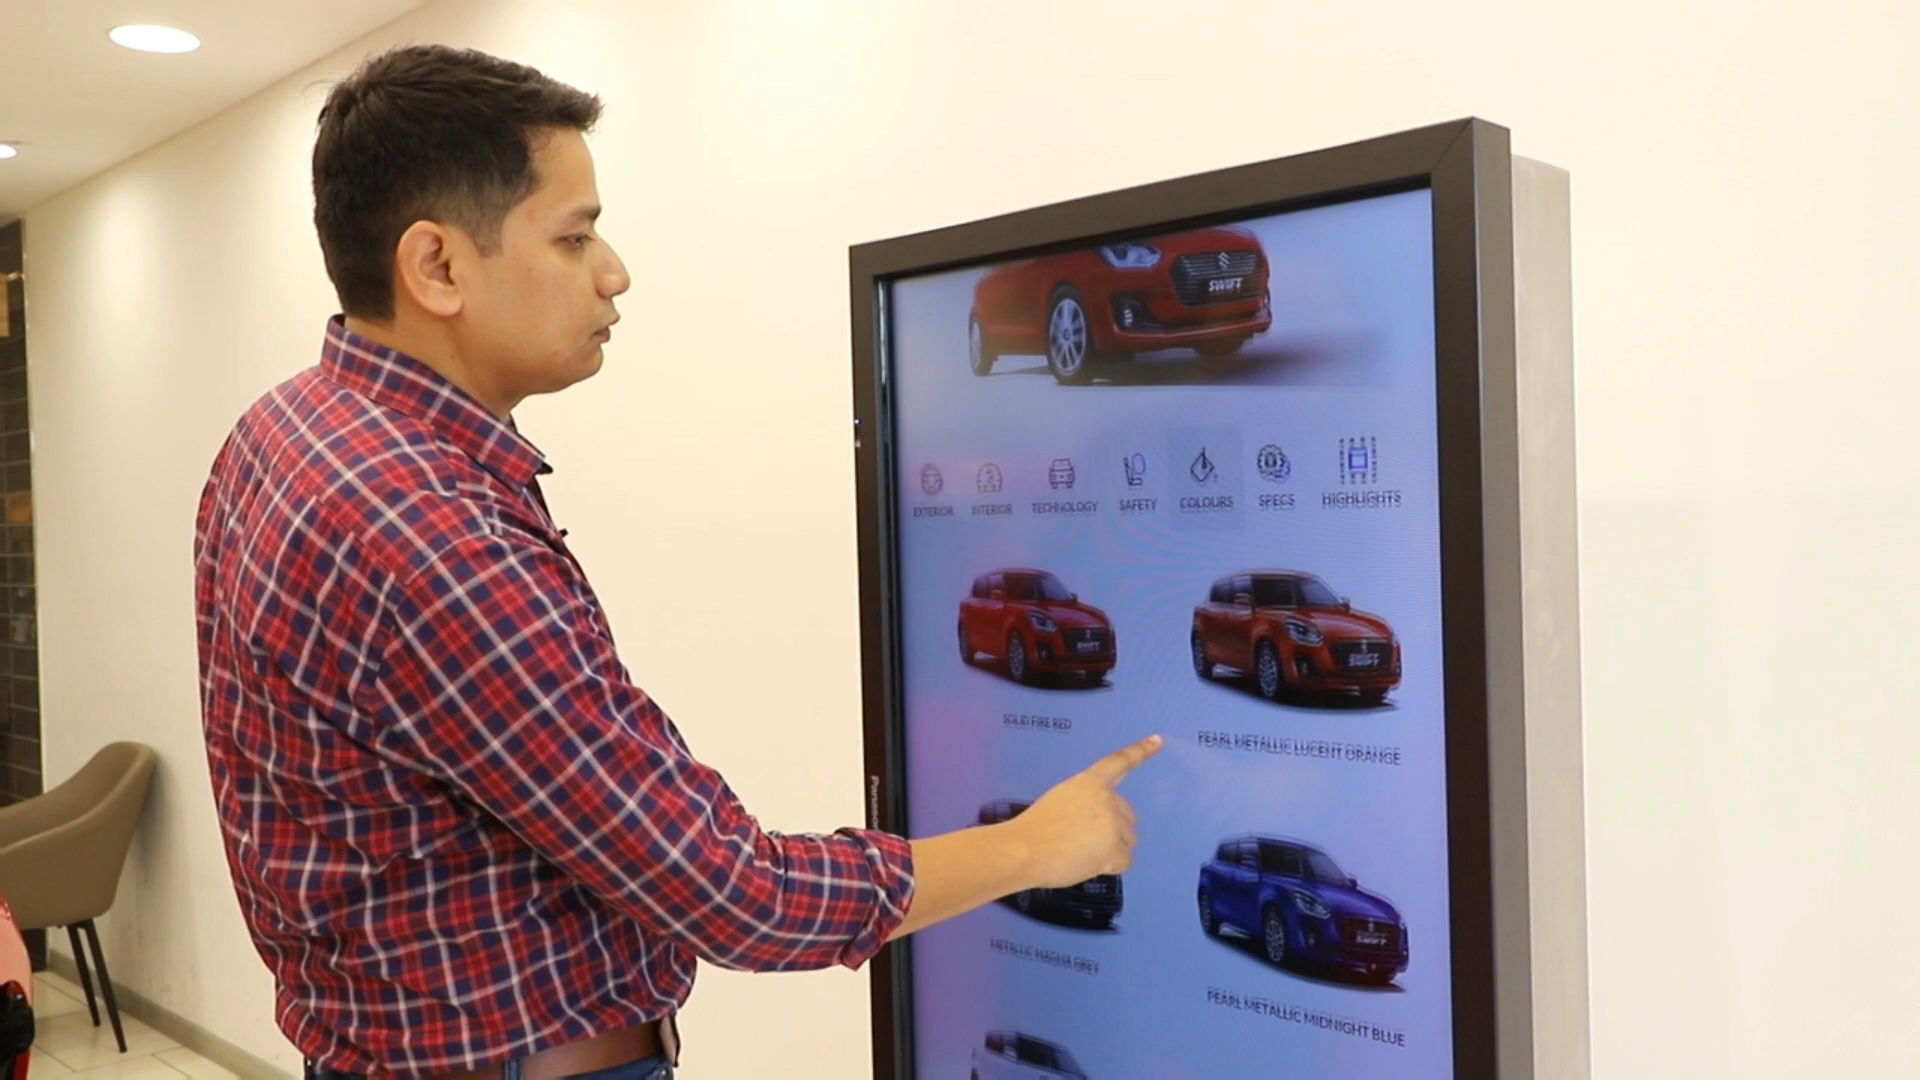 SWIFT
EXTERIOR
INTERIOR
TECHNOLOGY
SAFETY
COLOURS
SPECS
HIGHLIGHTS
SWIFT
SWIFT
SOLID FIRE RED
PEARL METALLIC LUCENT ORANGE
SWIFT
SWIFT
METALLIC MAGMA GREY
PEARL METALLIC MIDNIGHT BLUE